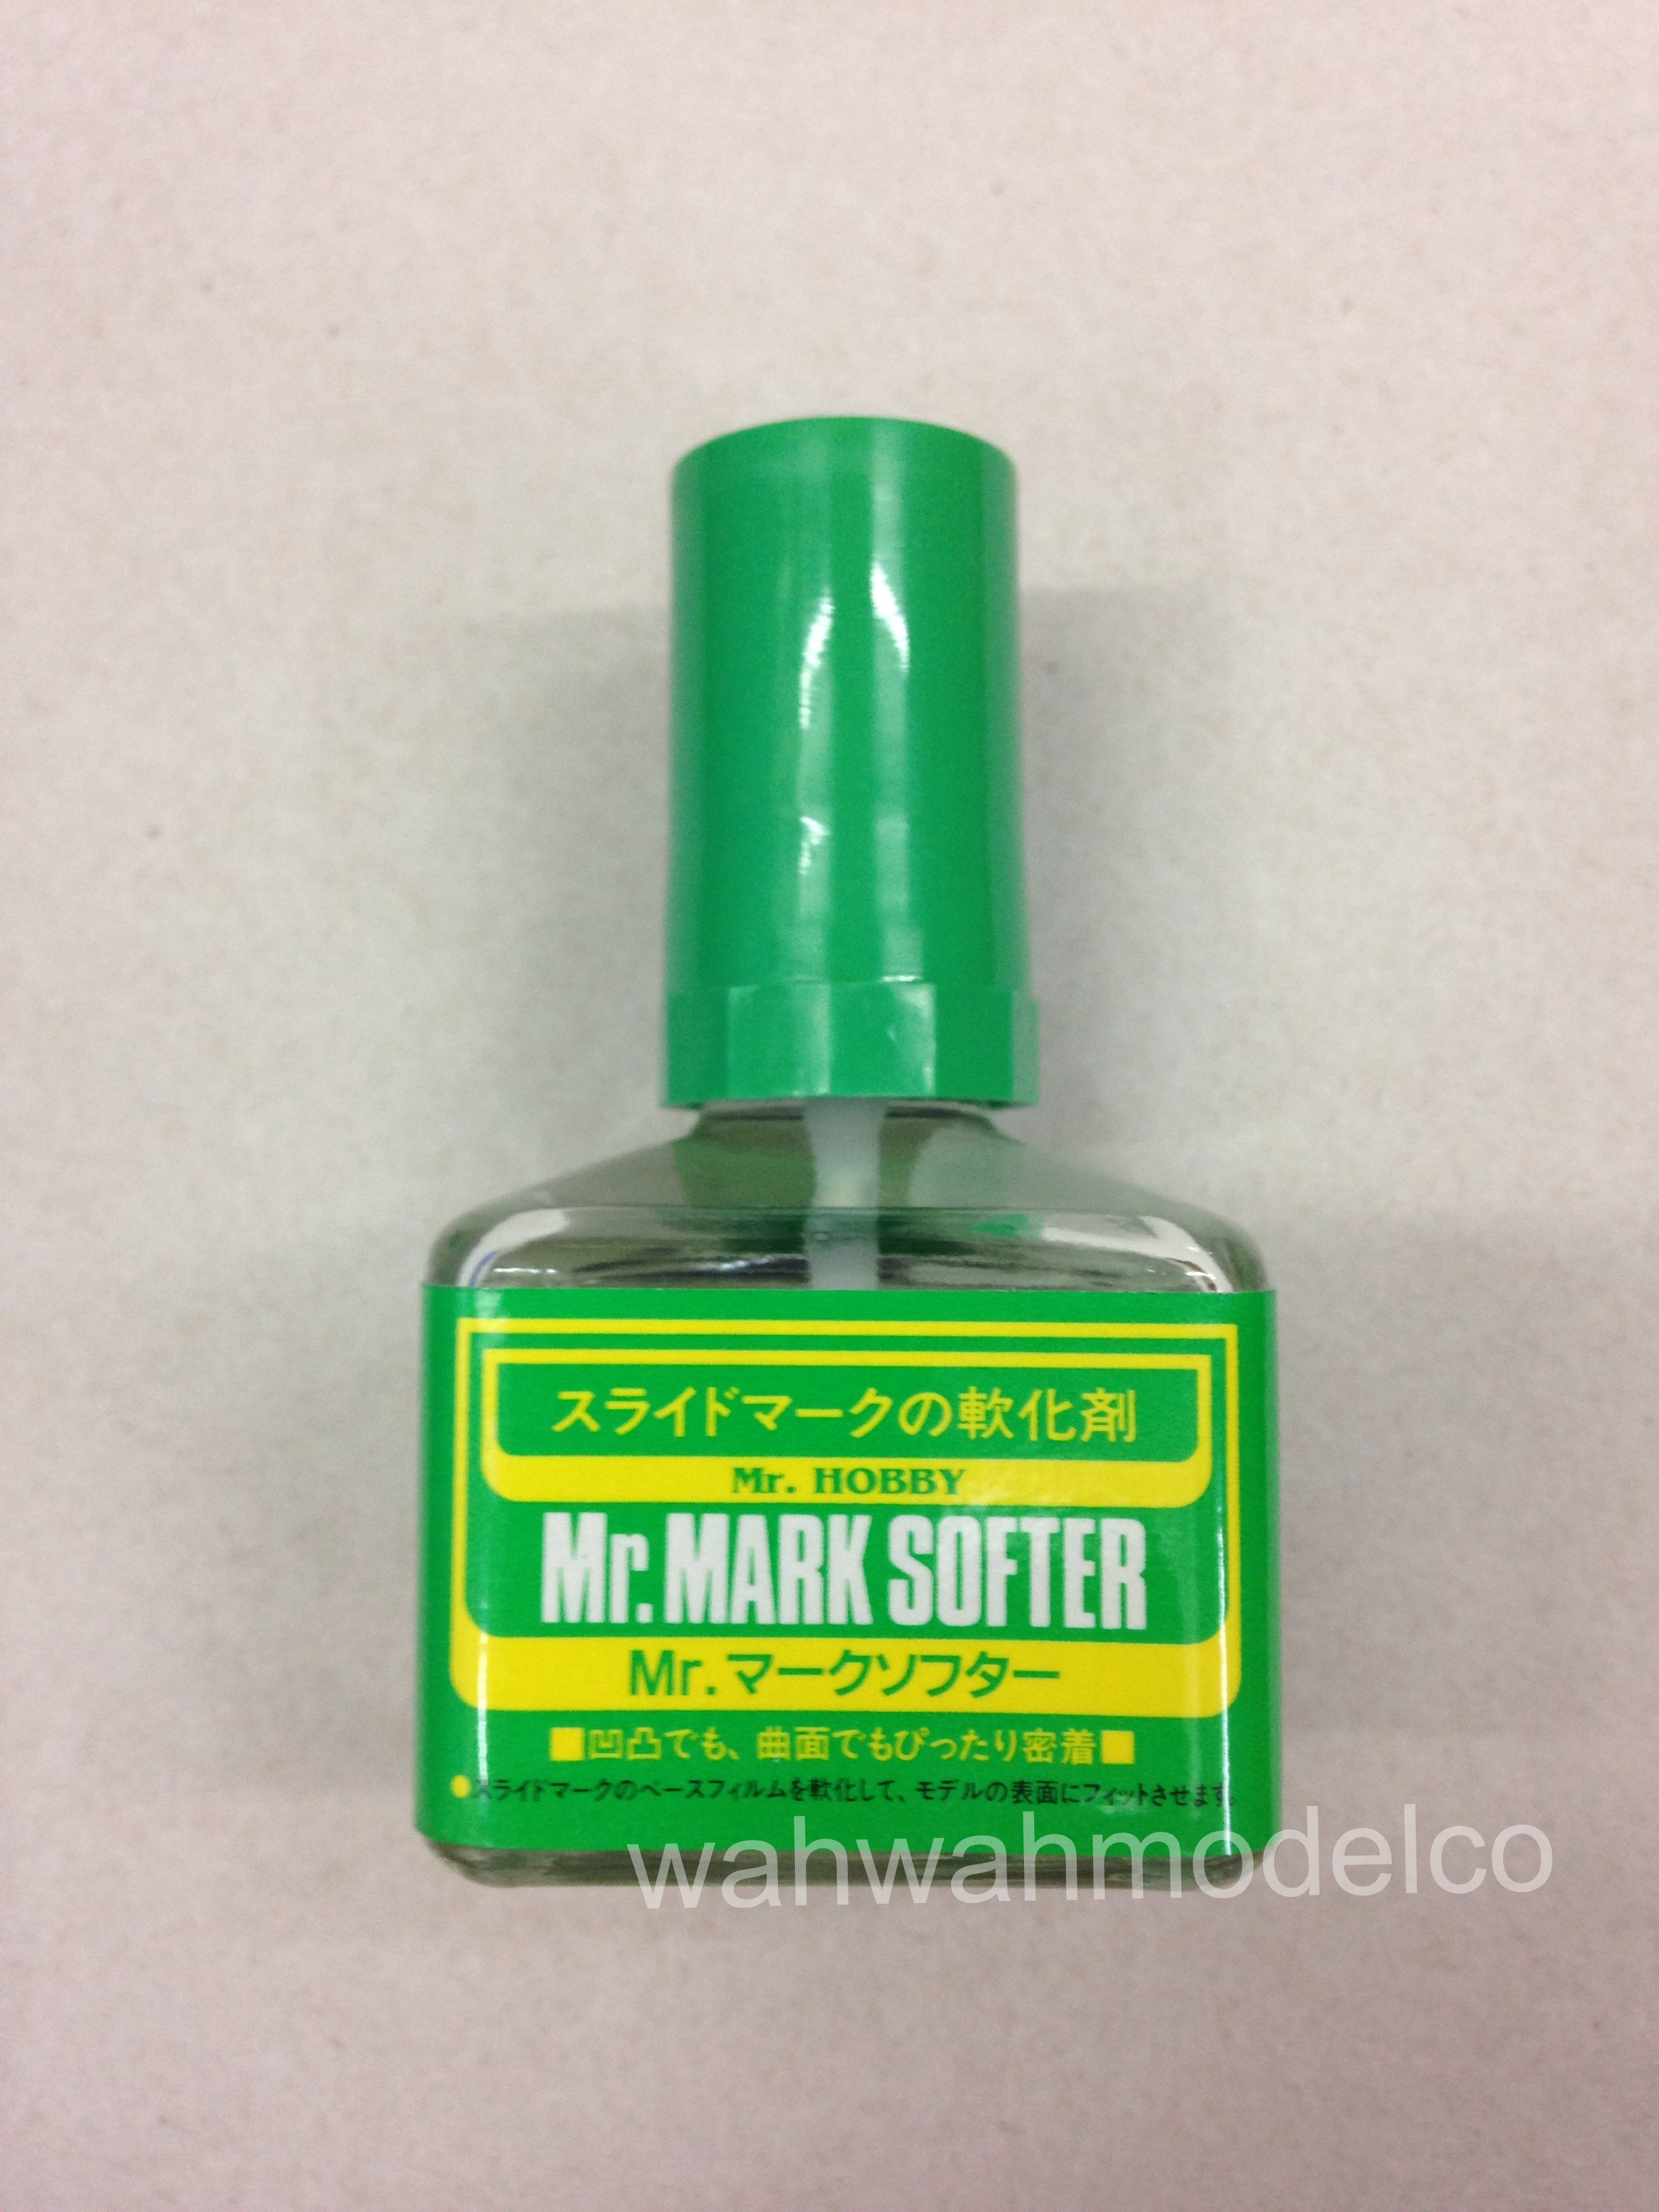 スライドマークの軟化剤
Mr. HOBBY
Mr.MARK SOFTER
Mr.マークソフター
■凹凸でも、曲面でもぴったり密着■
●スライドマークのベースフィルムを軟化して、モデルの表面にフィットさせます。
wahwahmodelco